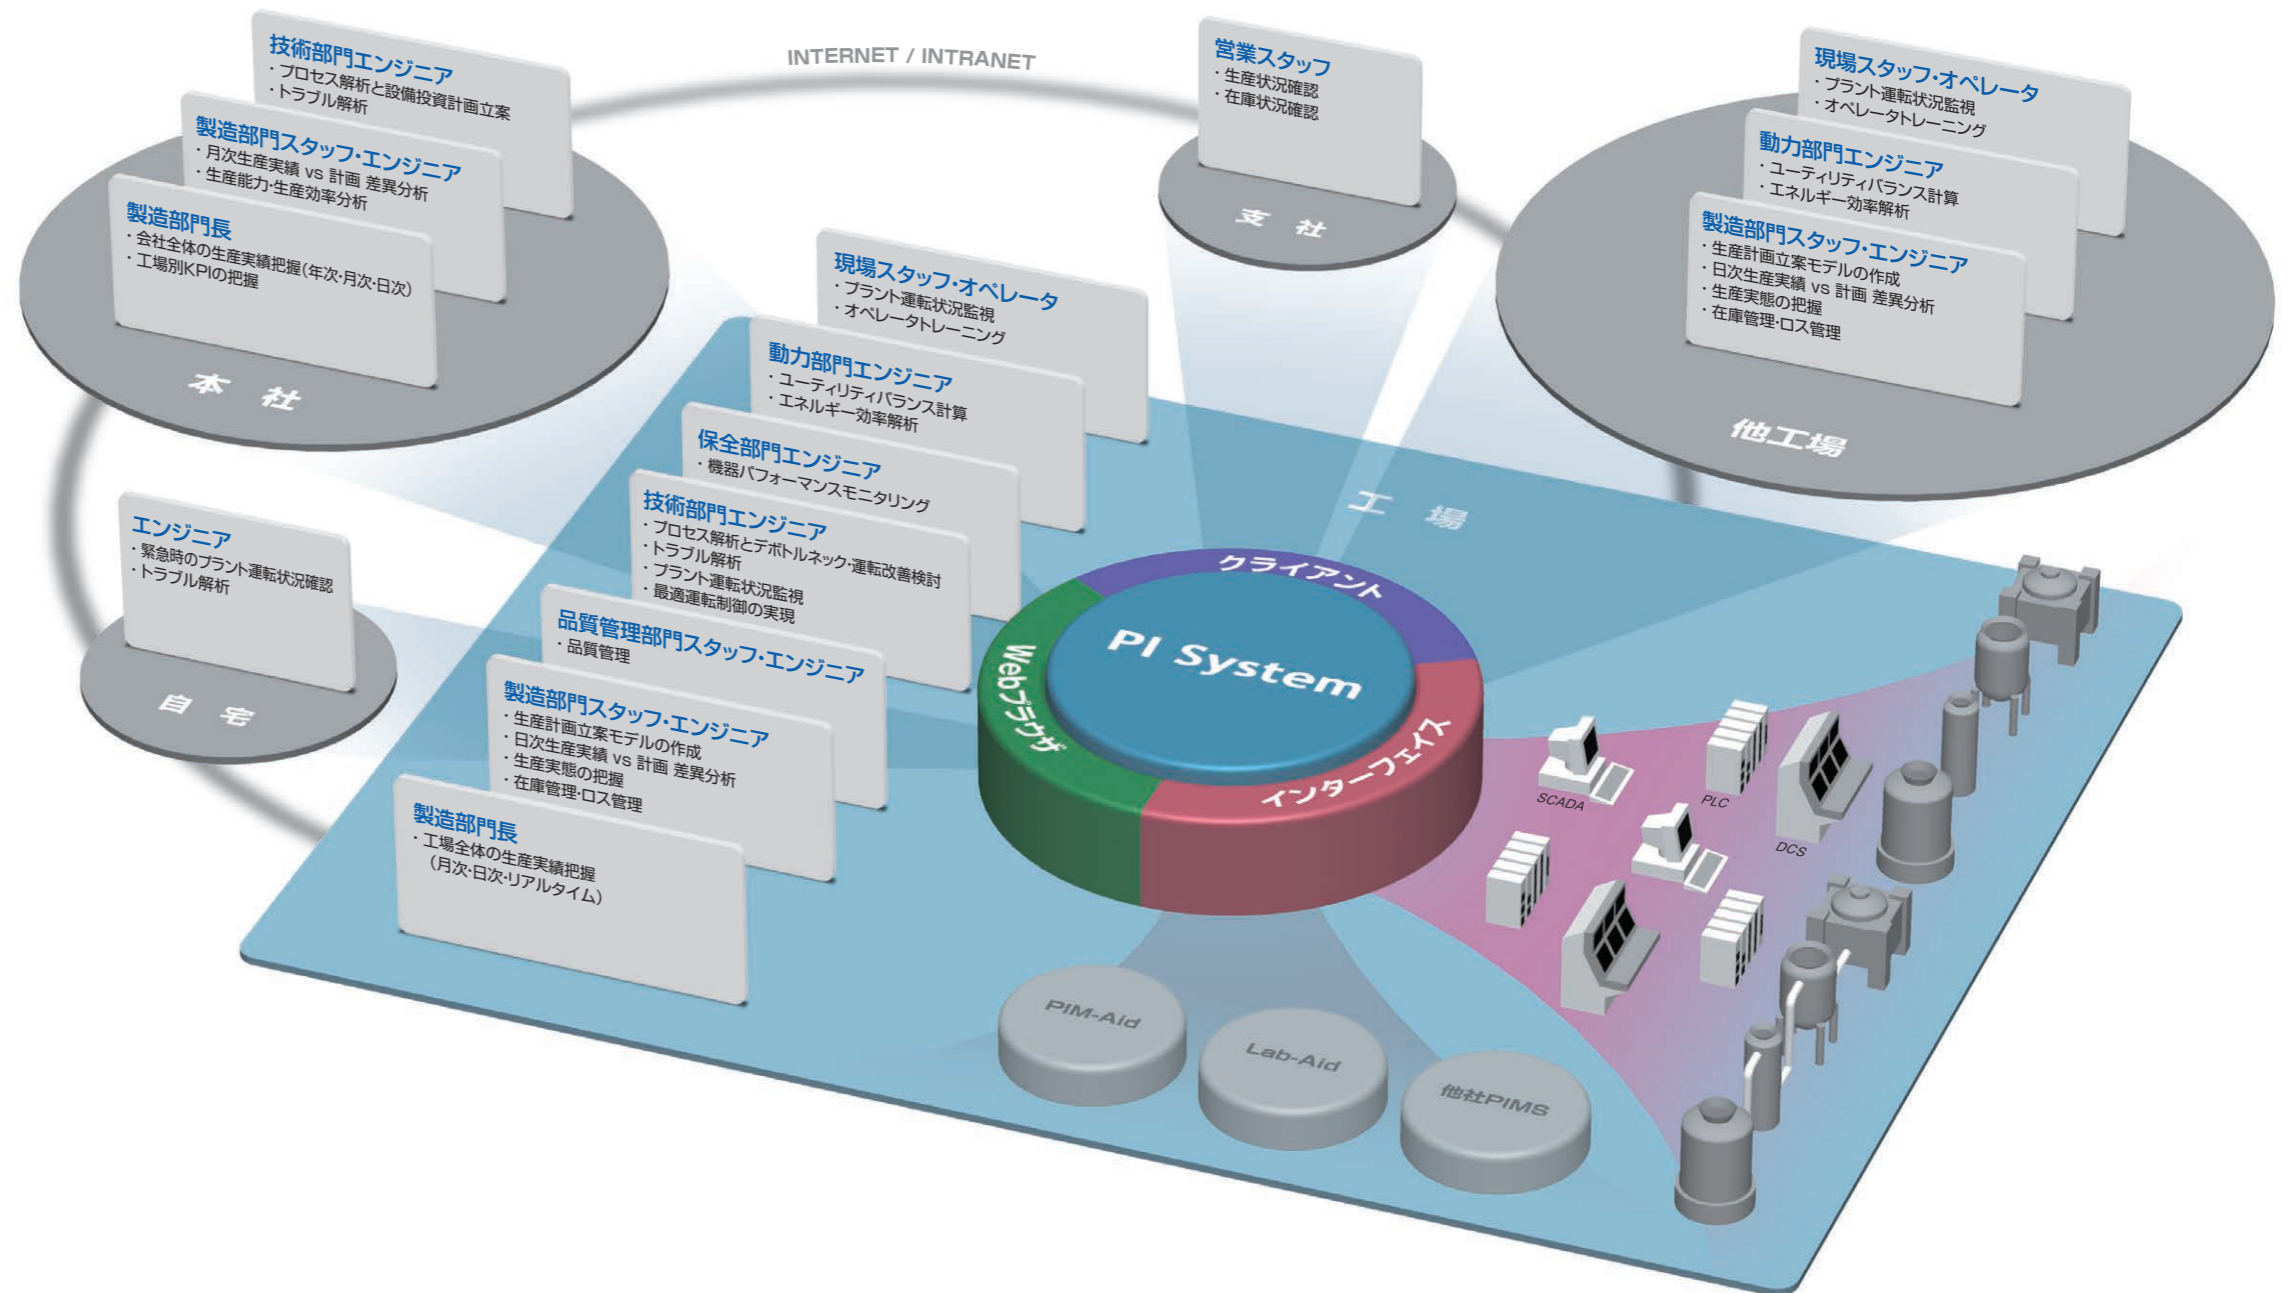 技術部門エンジニア
・プロセス解析と設備投資計画立案
・トラブル解析
製造部門スタッフ・エンジニア
・月次生産実績 vs 計画 差異分析
・生産能力・生産効率分析
製造部門長
・会社全体の生産実績把握(年次・月次・日次)
・工場別KPIの把握
本 社
INTERNET / INTRANET
営業スタッフ
・生産状況確認
・在庫状況確認
支 社
現場スタッフ・オペレータ
・プラント運転状況監視
・オペレータトレーニング
動力部門エンジニア
・ユーティリティバランス計算
・エネルギー効率解析
製造部門スタッフ・エンジニア
・生産計画立案モデルの作成
・日次生産実績 vs 計画 差異分析
・生産実態の把握
・在庫管理・ロス管理
他工場
エンジニア
・緊急時のプラント運転状況確認
・トラブル解析
自 宅
現場スタッフ・オペレータ
・プラント運転状況監視
・オペレータトレーニング
動力部門エンジニア
・ユーティリティバランス計算
・エネルギー効率解析
保全部門エンジニア
・機器パフォーマンスモニタリング
技術部門エンジニア
・プロセス解析とデボトルネック・運転改善検討
・トラブル解析
・プラント運転状況監視
・最適運転制御の実現
品質管理部門スタッフ・エンジニア
・品質管理
製造部門スタッフ・エンジニア
・生産計画立案モデルの作成
・日次生産実績 vs 計画 差異分析
・生産実態の把握
・在庫管理・ロス管理
製造部門長
・工場全体の生産実績把握
(月次・日次・リアルタイム)
工 場
クライアント
PI System
Webブラウザ
インターフェイス
SCADA
PLC
DCS
PIM-Aid
Lab-Aid
他社PIMS